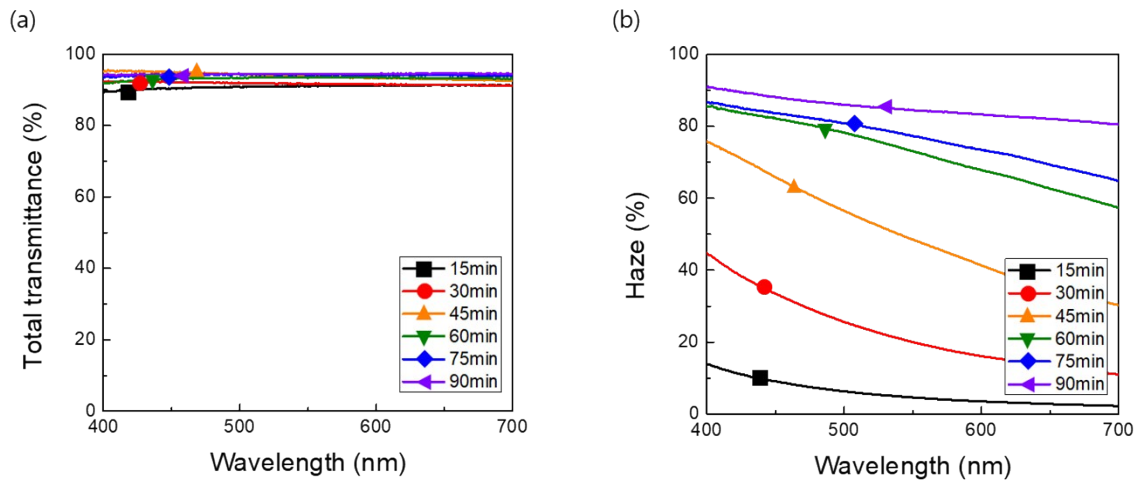 (a)
100
80
60
40
20
0
Total transmittance (%)
15min
30min
45min
60min
75min
90min
400
500
600
700
Wavelength (nm)
(b)
100
80
60
40
20
0
Haze (%)
15min
30min
45min
60min
75min
90min
400
500
600
700
Wavelength (nm)